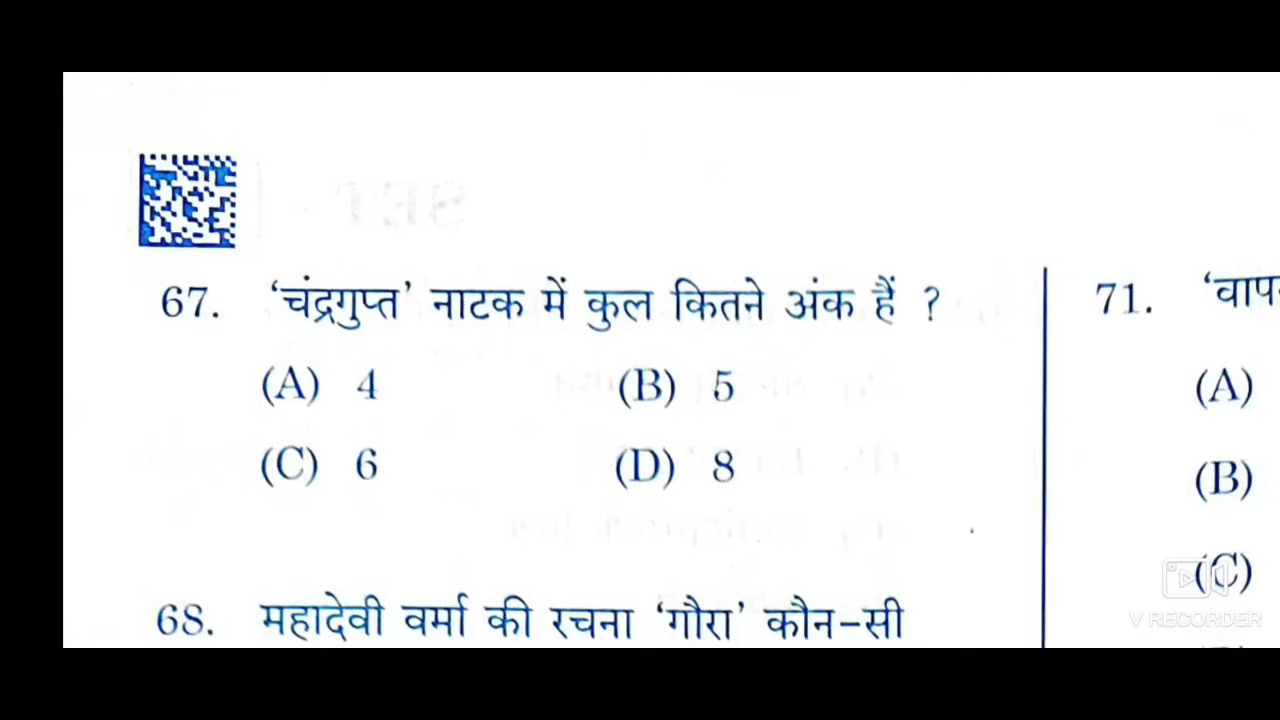 67. 'चंद्रगुप्त' नाटक में कुल कितने अंक हैं ?
(A) 4 (B) 5
(C) 6 (D) 8
68. महादेवी वर्मा की रचना 'गौरा' कौन-सी
71.
(A)
(B)
(C)
V RECORDER